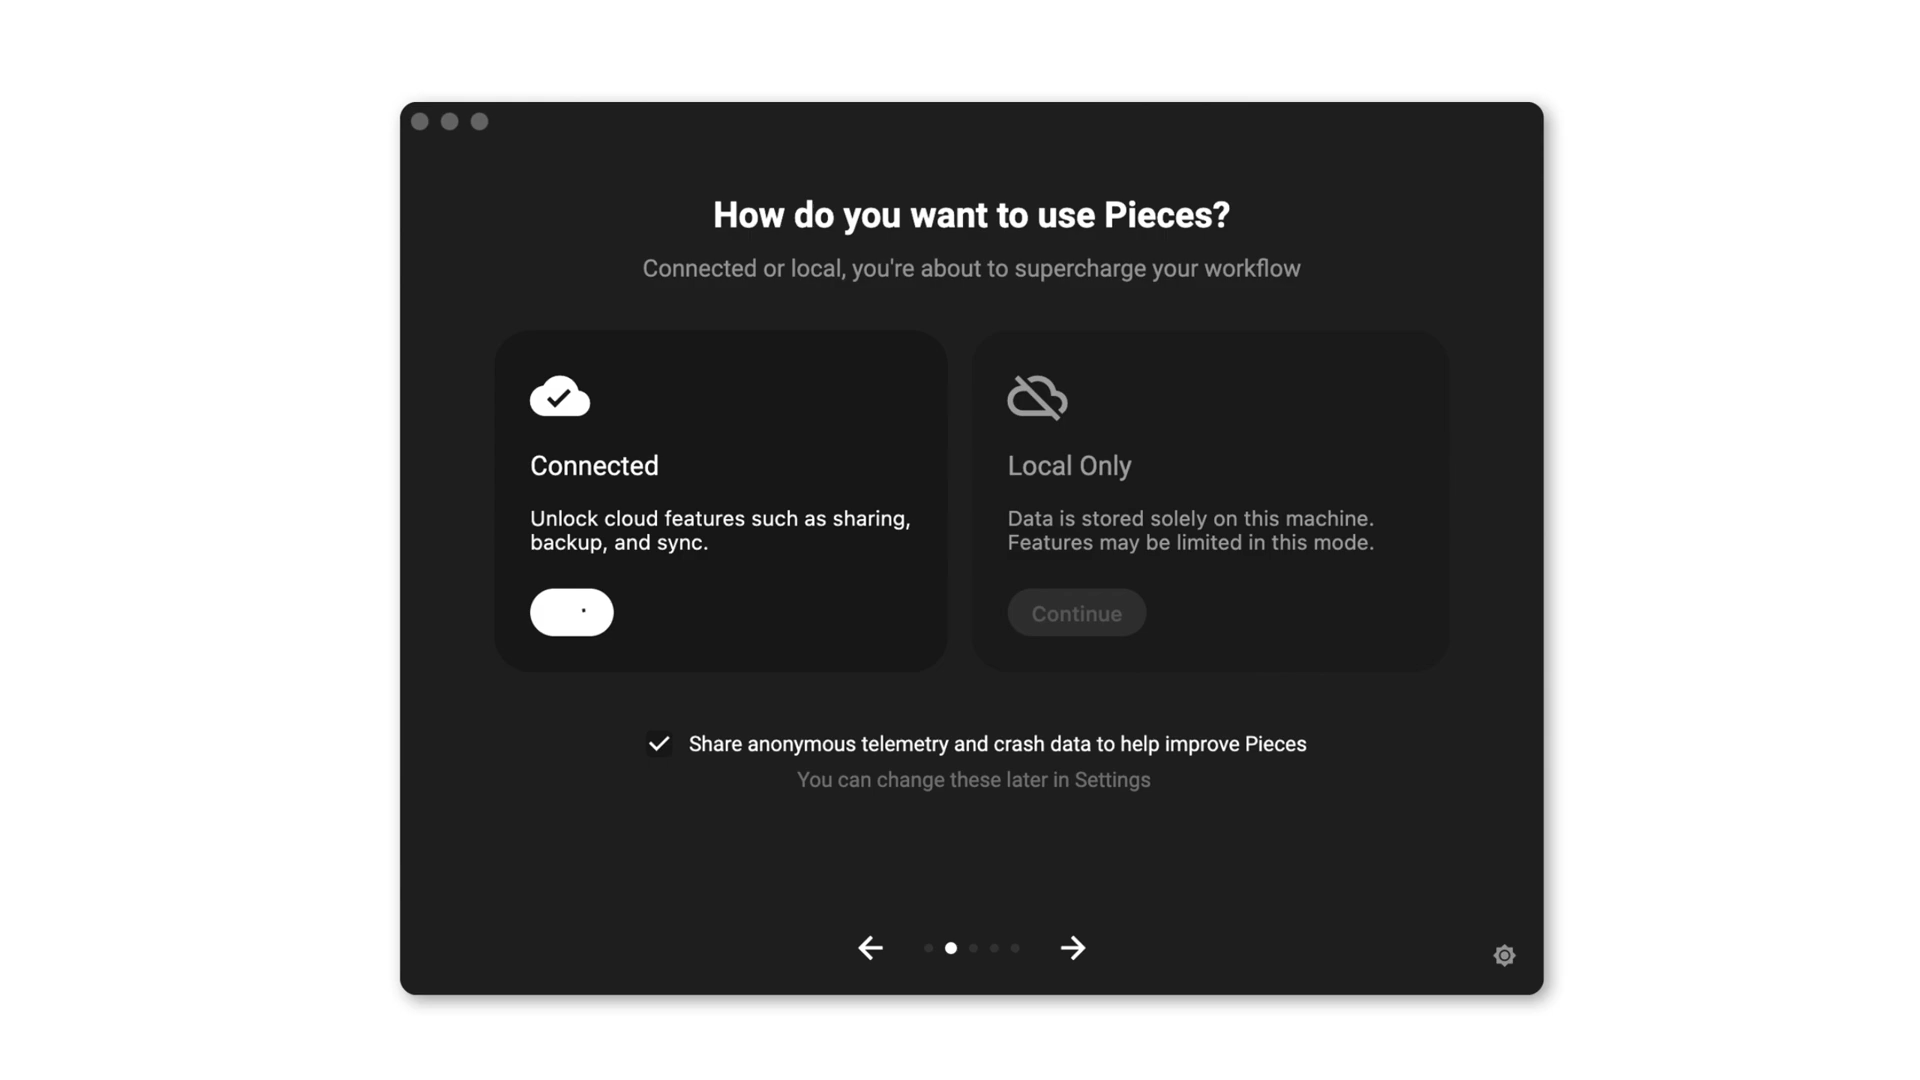 How do you want to use Pieces?
Connected or local, you're about to supercharge your workflow
Connected
Unlock cloud features such as sharing,
backup, and sync.
Local Only
Data is stored solely on this machine.
Features may be limited in this mode.
Continue
Share anonymous telemetry and crash data to help improve Pieces
You can change these later in Settings